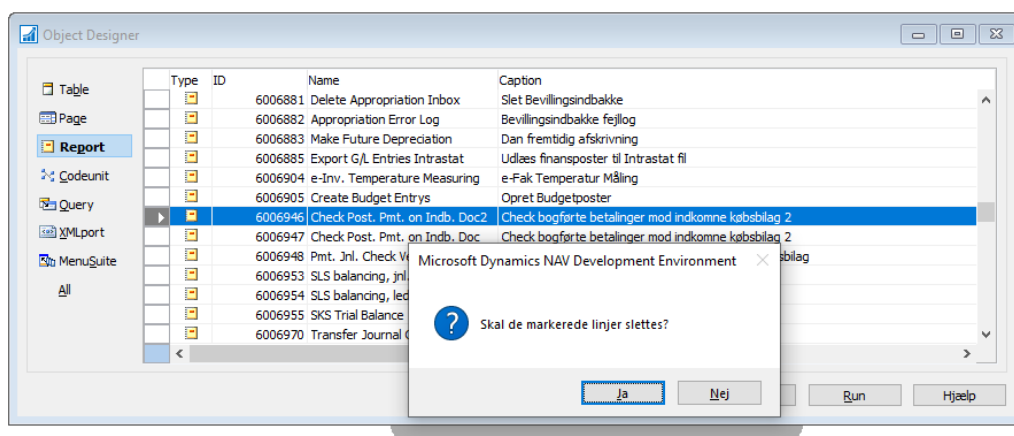 Object Designer
Type ID Name Caption
Table
Page
Report
Codeunit
Query
XMLport
MenuSuite
All
6006881 Delete Appropriation Inbox Slet Bevillingsindbakke
6006882 Appropriation Error Log Bevillingsindbakke fejllog
6006883 Make Future Depreciation Dan fremtidig afskrivning
6006885 Export G/L Entries Intrastat Udlæs finansposter til Intrastat fil
6006904 e-Inv. Temperature Measuring e-Fak Temperatur Måling
6006905 Create Budget Entrys Opret Budgetposter
6006946 Check Post. Pmt. on Indb. Doc2 Check bogførte betalinger mod indkomne købsbilag 2
6006947 Check Post. Pmt. on Indb. Doc Check bogførte betalinger mod indkomne købsbilag 2
6006948 Pmt. Jnl. Check sbilag
6006953 SLS balancing, jnl.
6006954 SLS balancing, led
6006955 SKS Trial Balance
6006970 Transfer Journal
Microsoft Dynamics NAV Development Environment
Skal de markerede linjer slettes?
Ja Nej
Run Hjælp